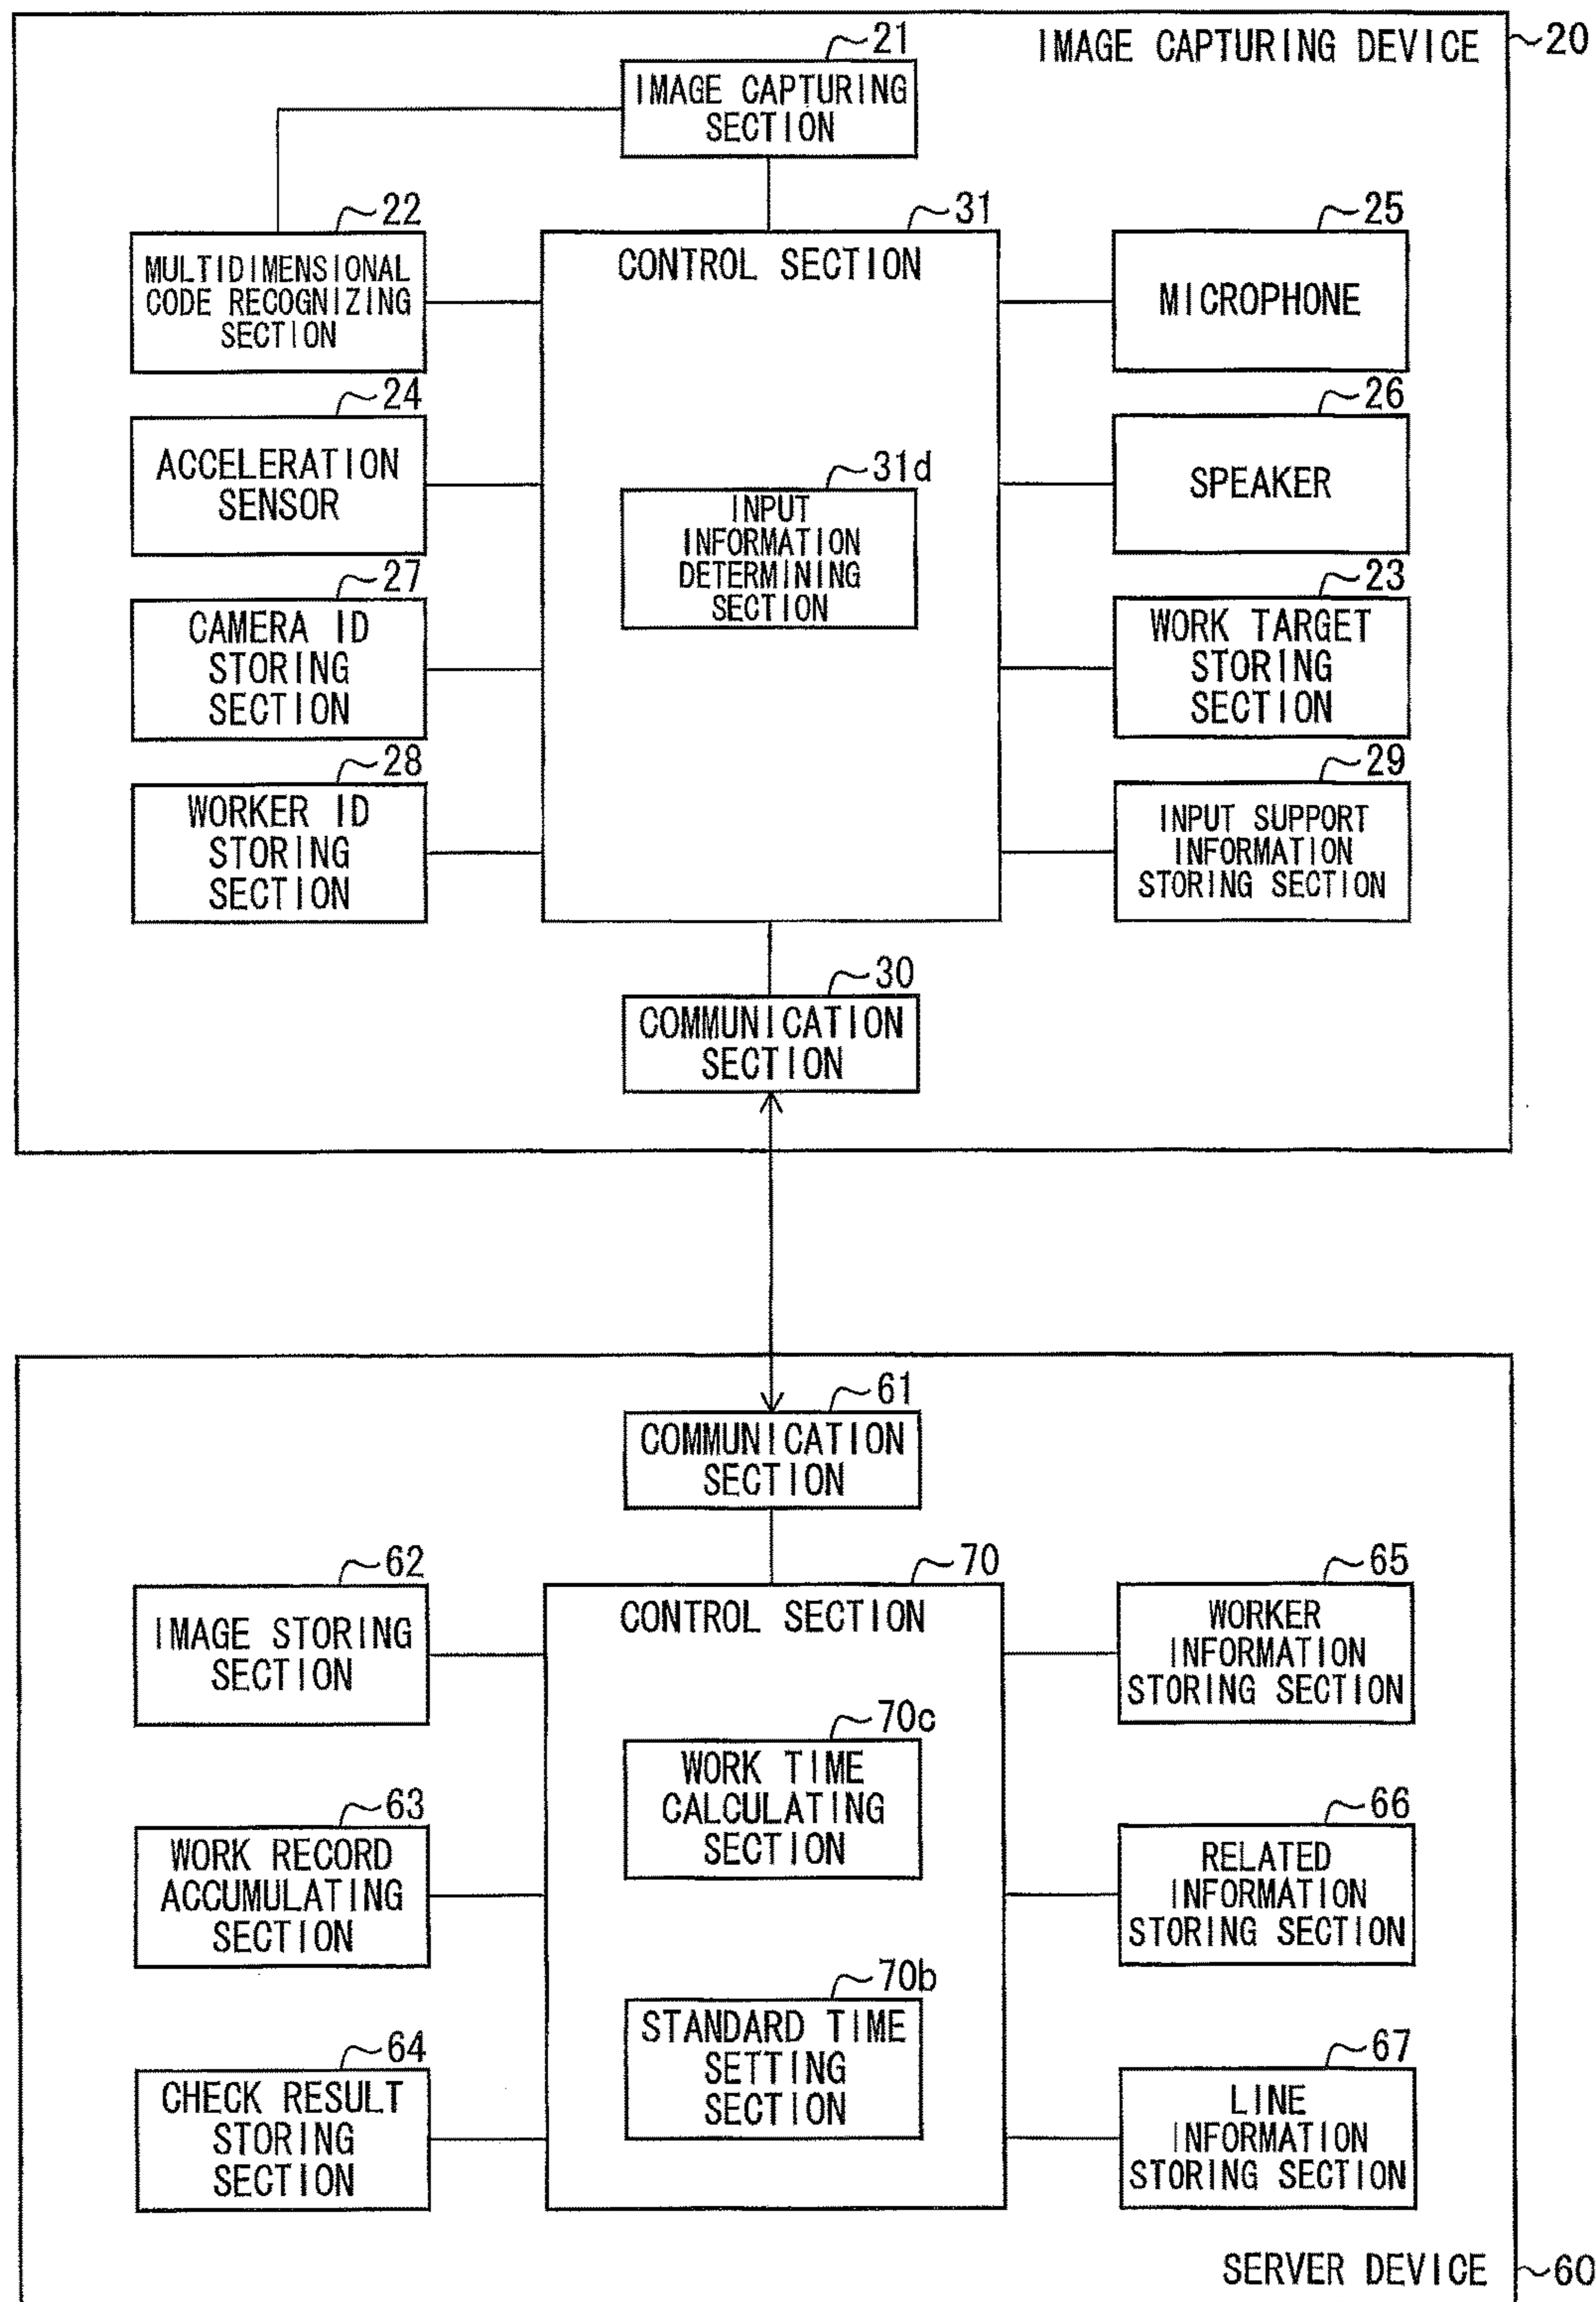 IMAGE CAPTURING DEVICE
20
21
IMAGE CAPTURING
SECTION
22
MULTIDIMENSIONAL
CODE RECOGNIZING
SECTION
31
CONTROL SECTION
25
MICROPHONE
24
ACCELERATION
SENSOR
31d
INPUT
INFORMATION
DETERMINING
SECTION
26
SPEAKER
27
CAMERA ID
STORING
SECTION
23
WORK TARGET
STORING
SECTION
28
WORKER ID
STORING
SECTION
29
INPUT SUPPORT
INFORMATION
STORING SECTION
30
COMMUNICATION
SECTION
61
COMMUNICATION
SECTION
62
IMAGE STORING
SECTION
70
CONTROL SECTION
65
WORKER
INFORMATION
STORING SECTION
70c
WORK TIME
CALCULATING
SECTION
63
WORK RECORD
ACCUMULATING
SECTION
66
RELATED
INFORMATION
STORING SECTION
70b
STANDARD TIME
SETTING
SECTION
64
CHECK RESULT
STORING
SECTION
67
LINE
INFORMATION
STORING SECTION
SERVER DEVICE
60